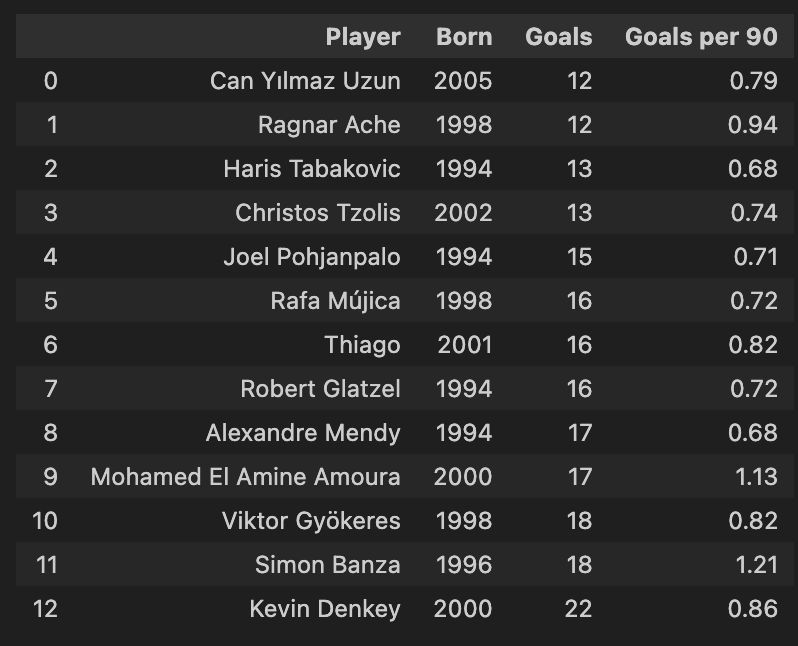 Player Born Goals Goals per 90
0 Can Yılmaz Uzun 2005 12 0.79
1 Ragnar Ache 1998 12 0.94
2 Haris Tabakovic 1994 13 0.68
3 Christos Tzolis 2002 13 0.74
4 Joel Pohjanpalo 1994 15 0.71
5 Rafa Mújica 1998 16 0.72
6 Thiago 2001 16 0.82
7 Robert Glatzel 1994 16 0.72
8 Alexandre Mendy 1994 17 0.68
9 Mohamed El Amine Amoura 2000 17 1.13
10 Viktor Gyökeres 1998 18 0.82
11 Simon Banza 1996 18 1.21
12 Kevin Denkey 2000 22 0.86